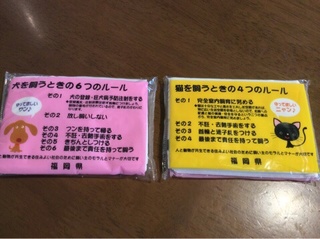 犬を飼うときの6つのルール
守ってほしいワン♪
その1 犬の登録・狂犬病予防注射をする
その2 放し飼いしない
その3 フンを持って帰る
その4 不妊・去勢手術をする
その5 きちんとしつける
その6 最後まで責任を持って飼う
福岡県
猫を飼うときの4つのルール
守ってほしいニャン♪
その1 完全室内飼育に努める
その2 不妊・去勢手術をする
その3 首輪と迷子札をつける
その4 最後まで責任を持って飼う
福岡県